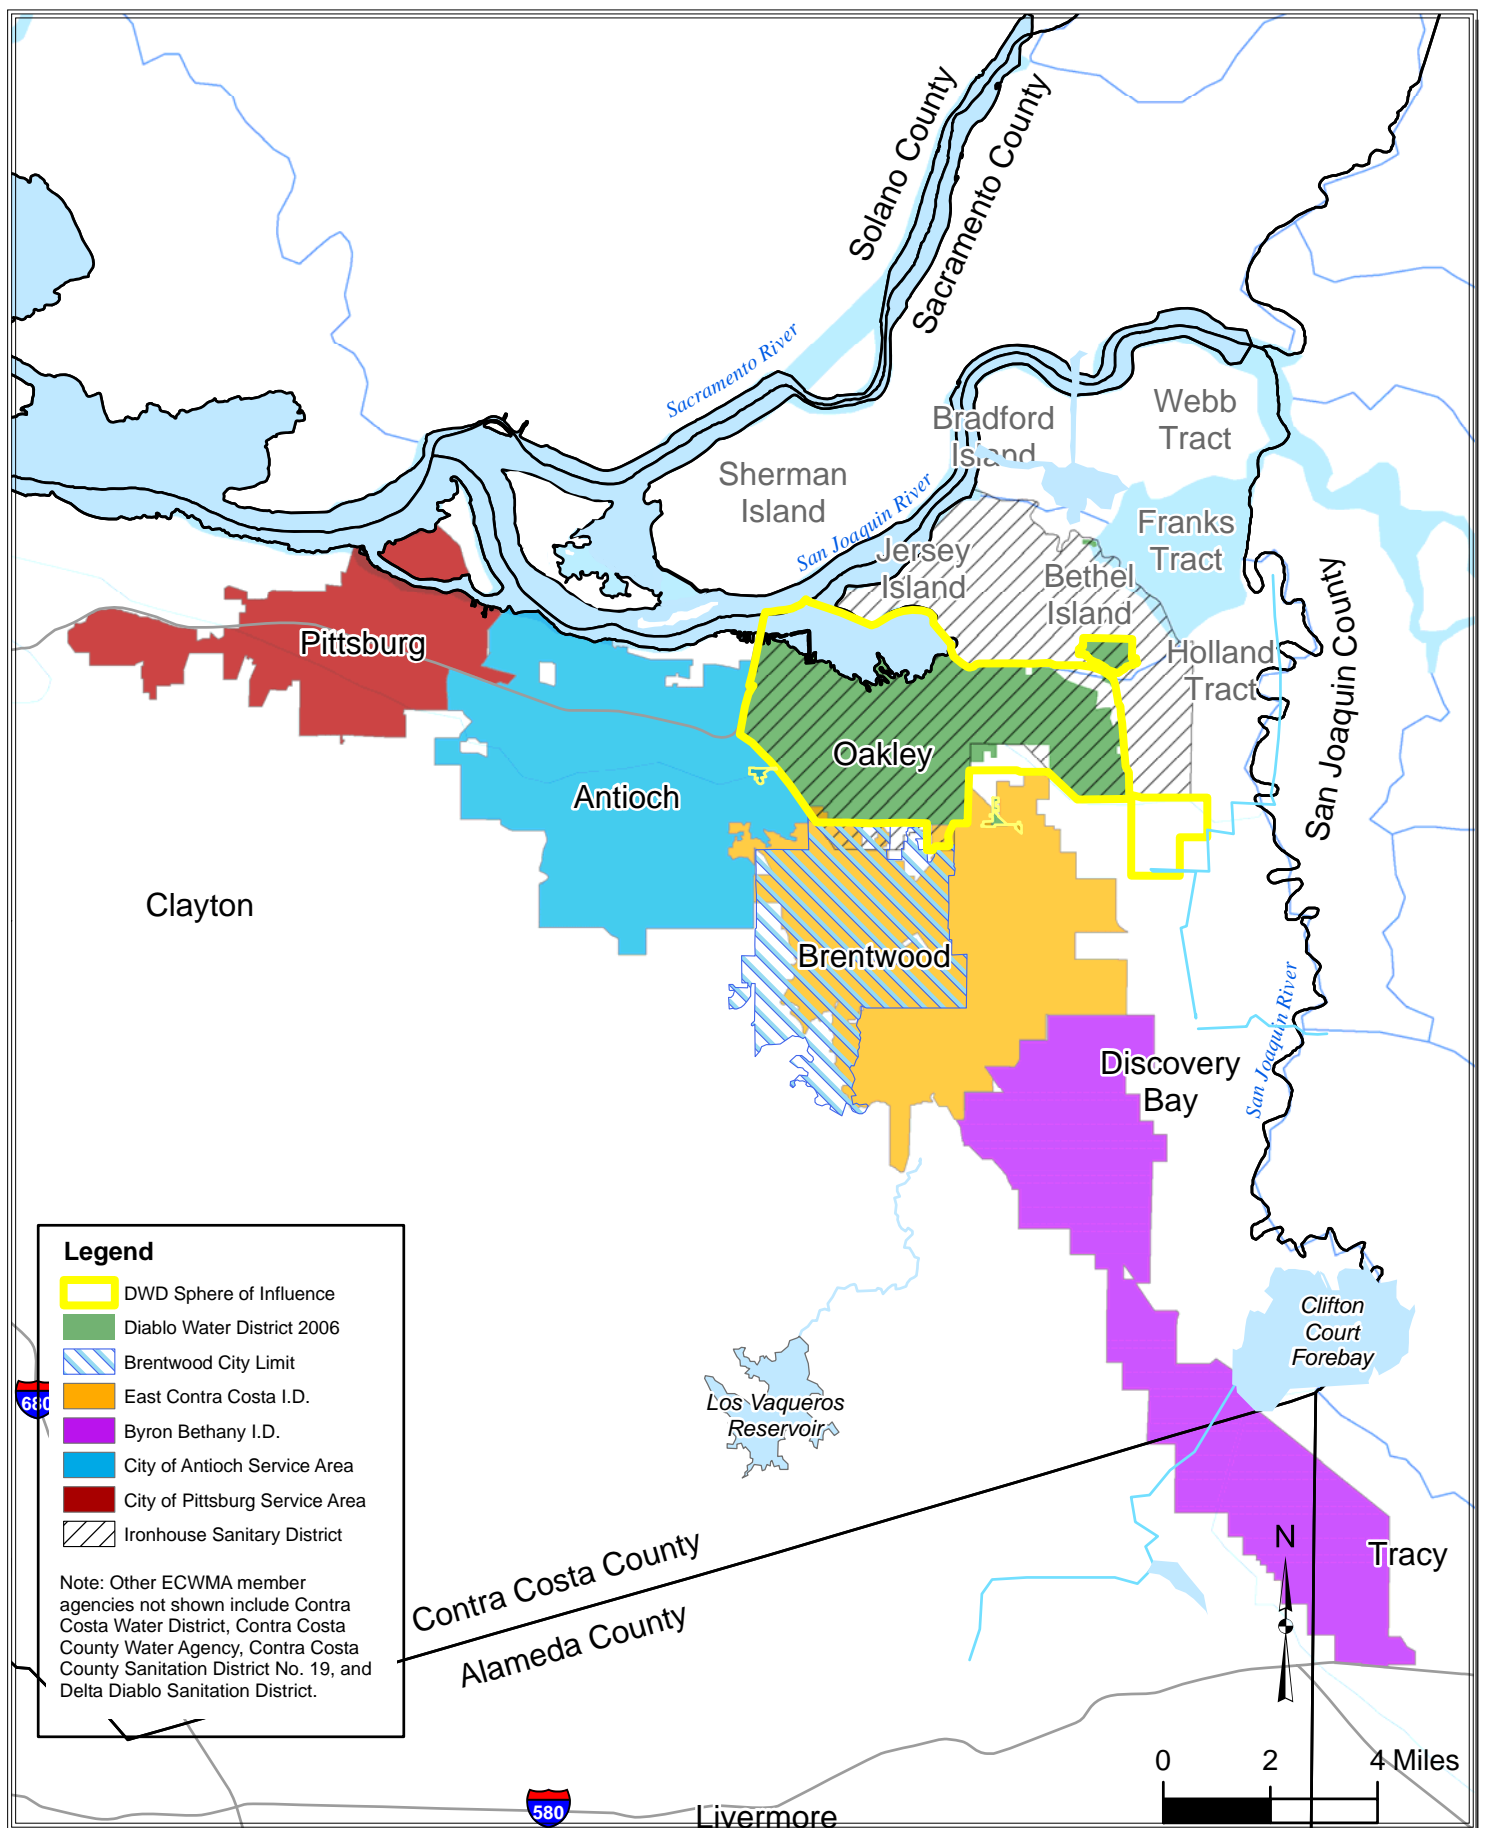 Solano County
Sacramento County
Sacramento River
Bradford
Island
Webb
Tract
Sherman
Island
San Joaquin River
Franks
Tract
Jersey
Island
Bethel
Island
San Joaquin County
Pittsburg
Holland
Tract
Oakley
Antioch
Clayton
Brentwood
San Joaquin River
Discovery
Bay
Legend
DWD Sphere of Influence
Diablo Water District 2006
Brentwood City Limit
East Contra Costa I.D.
Byron Bethany I.D.
City of Antioch Service Area
City of Pittsburg Service Area
Ironhouse Sanitary District
Note: Other ECWMA member
agencies not shown include Contra
Costa Water District, Contra Costa
County Water Agency, Contra Costa
County Sanitation District No. 19, and
Delta Diablo Sanitation District.
680
Clifton
Court
Forebay
Los Vaqueros
Reservoir
Contra Costa County
Alameda County
N
Tracy
0 2 4 Miles
580
Livermore